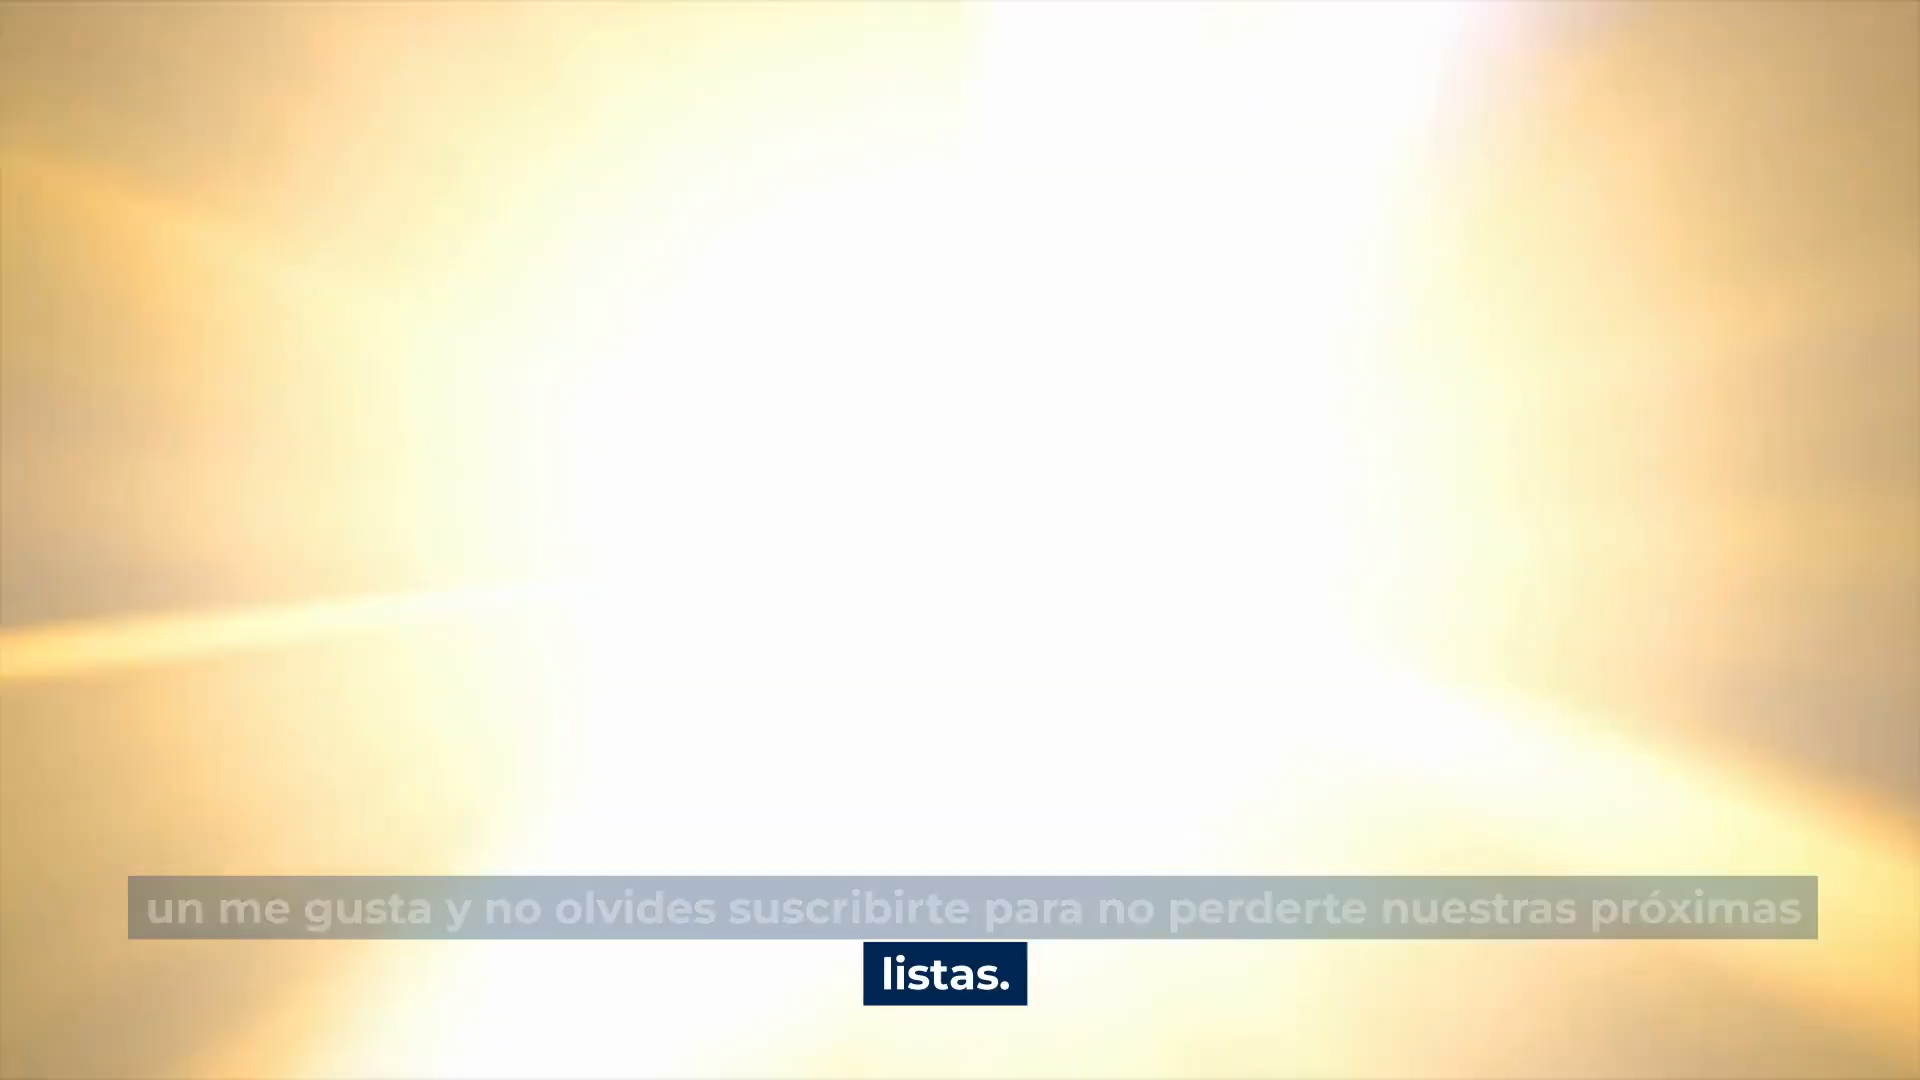 un me gusta y no olvides suscribirte para no perderte nuestras próximas
listas.